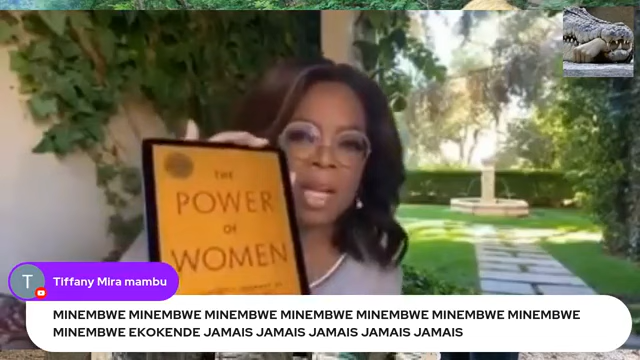 THE
POWER
OF
WOMEN
T
Tiffany Mira mambu
MINEMBWE MINEMBWE MINEMBWE MINEMBWE MINEMBWE MINEMBWE MINEMBWE
MINEMBWE EKOKENDE JAMAIS JAMAIS JAMAIS JAMAIS JAMAIS